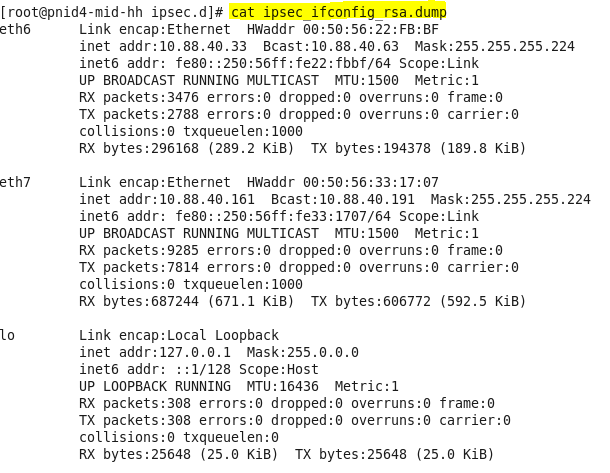 [root@pnid4-mid-hh ipsec.d]# cat ipsec_ifconfig_rsa.dump
eth6      Link encap:Ethernet  HWaddr 00:50:56:22:FB:BF
          inet addr:10.88.40.33  Bcast:10.88.40.63  Mask:255.255.255.224
          inet6 addr: fe80::250:56ff:fe22:fbbf/64 Scope:Link
          UP BROADCAST RUNNING MULTICAST  MTU:1500  Metric:1
          RX packets:3476 errors:0 dropped:0 overruns:0 frame:0
          TX packets:2788 errors:0 dropped:0 overruns:0 carrier:0
          collisions:0 txqueuelen:1000
          RX bytes:296168 (289.2 KiB)  TX bytes:194378 (189.8 KiB)

eth7      Link encap:Ethernet  HWaddr 00:50:56:33:17:07
          inet addr:10.88.40.161  Bcast:10.88.40.191  Mask:255.255.255.224
          inet6 addr: fe80::250:56ff:fe33:1707/64 Scope:Link
          UP BROADCAST RUNNING MULTICAST  MTU:1500  Metric:1
          RX packets:9285 errors:0 dropped:0 overruns:0 frame:0
          TX packets:7814 errors:0 dropped:0 overruns:0 carrier:0
          collisions:0 txqueuelen:1000
          RX bytes:687244 (671.1 KiB)  TX bytes:606772 (592.5 KiB)

lo        Link encap:Local Loopback
          inet addr:127.0.0.1  Mask:255.0.0.0
          inet6 addr: ::1/128 Scope:Host
          UP LOOPBACK RUNNING  MTU:16436  Metric:1
          RX packets:308 errors:0 dropped:0 overruns:0 frame:0
          TX packets:308 errors:0 dropped:0 overruns:0 carrier:0
          collisions:0 txqueuelen:0
          RX bytes:25648 (25.0 KiB)  TX bytes:25648 (25.0 KiB)